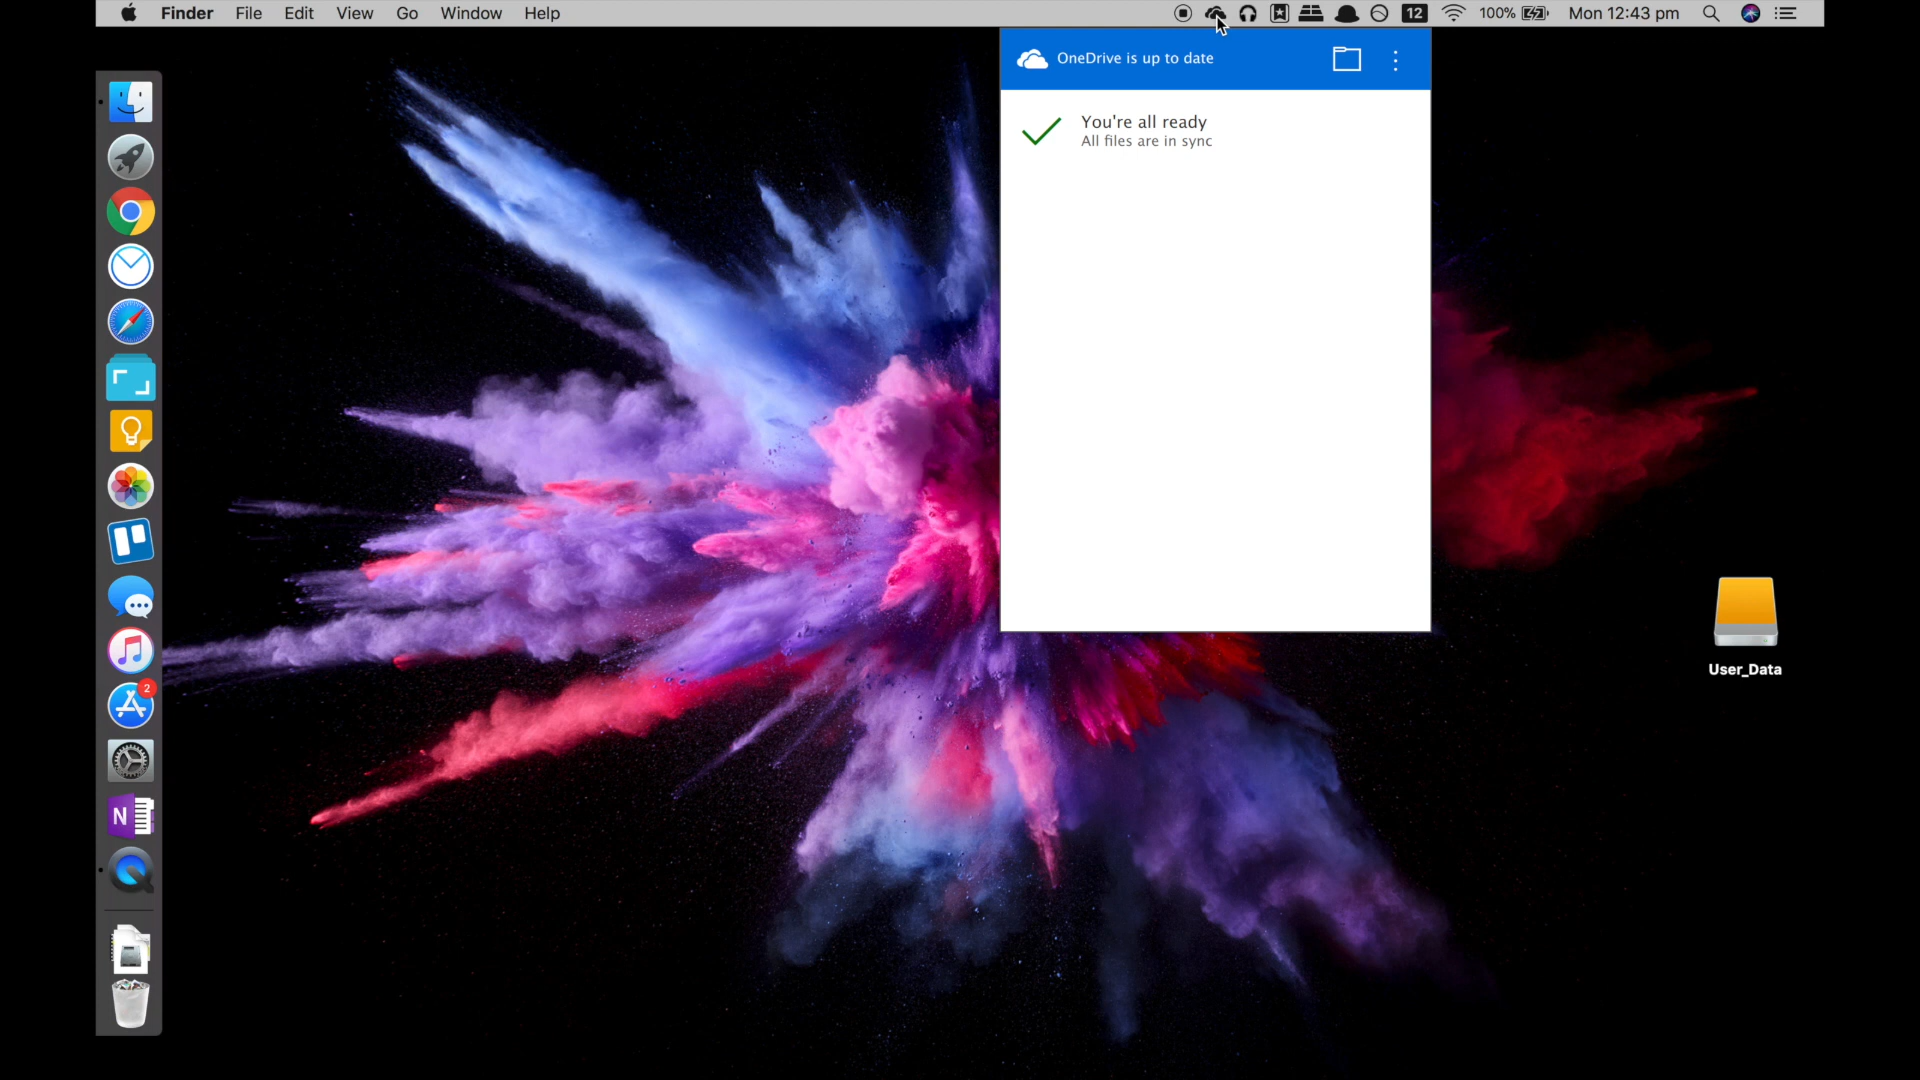 Finder File Edit View Go Window Help 12 100% Mon 12:43 pm
OneDrive is up to date
You're all ready
All files are in sync
2
N
User_Data